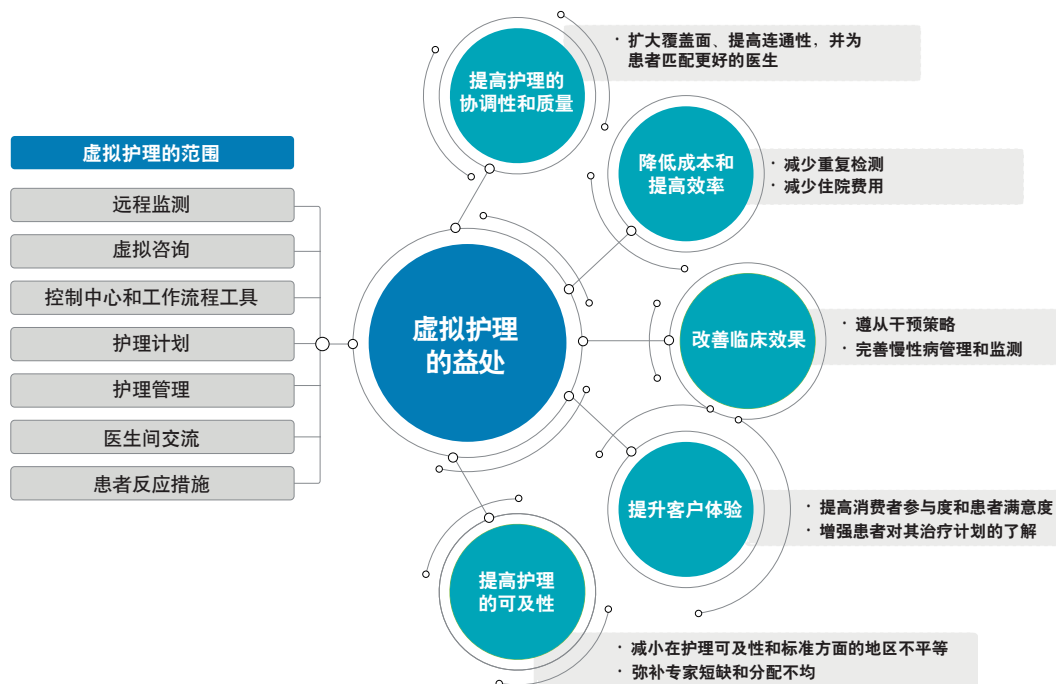 虚拟护理的范围
远程监测
虚拟咨询
控制中心和工作流程工具
护理计划
护理管理
医生间交流
患者反应措施
虚拟护理
的益处
提高护理的
协调性和质量
· 扩大覆盖面、提高连通性，并为
患者匹配更好的医生
降低成本和
提高效率
· 减少重复检测
· 减少住院费用
改善临床效果
· 遵从干预策略
· 完善慢性病管理和监测
提升客户体验
· 提高消费者参与度和患者满意度
· 增强患者对其治疗计划的了解
提高护理
的可及性
· 减小在护理可及性和标准方面的地区不平等
· 弥补专家短缺和分配不均